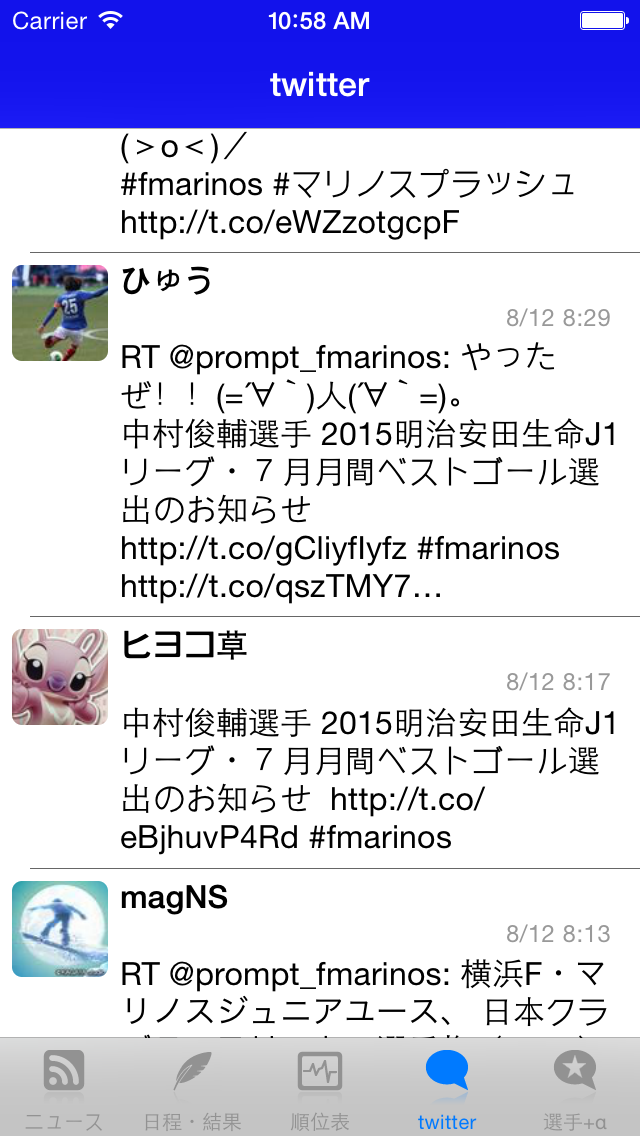 Carrier 10:58 AM
twitter
(>o<)／
#fmarinos #マリノスプラッシュ
http://t.co/eWZzotgcpF
ひゅう
8/12 8:29
RT @prompt_fmarinos: やった
ぜ！！(=´∀｀)人(´∀｀=)。
中村俊輔選手 2015明治安田生命J1
リーグ・７月月間ベストゴール選
出のお知らせ
http://t.co/gCliyfIyfz #fmarinos
http://t.co/qszTMY7…
ヒヨコ草
8/12 8:17
中村俊輔選手 2015明治安田生命J1
リーグ・７月月間ベストゴール選
出のお知らせ http://t.co/
eBjhuvP4Rd #fmarinos
magNS
8/12 8:13
RT @prompt_fmarinos: 横浜F・マ
リノスジュニアユース、 日本クラ
ニュース 日程・結果 順位表 twitter 選手+α